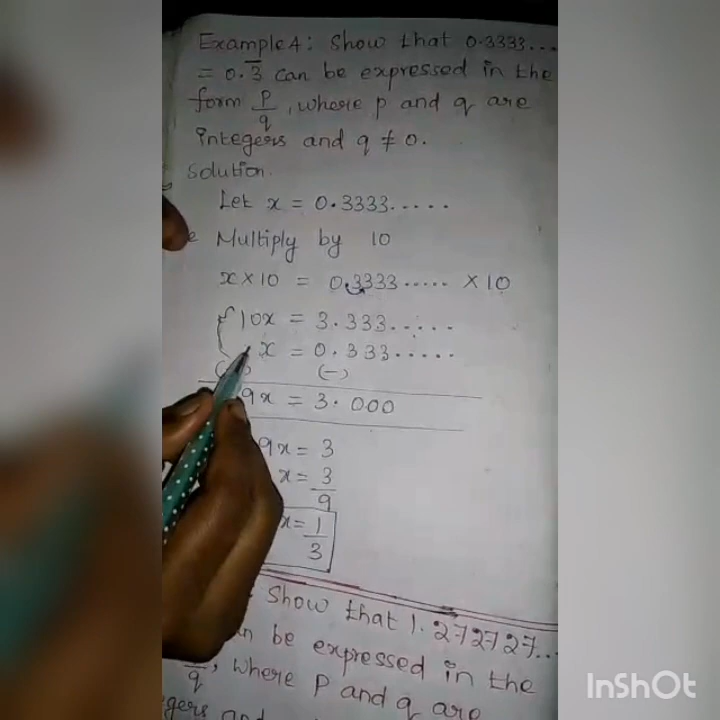 Example 4: Show that 0.3333...
= 0.3̅ can be expressed in the
form p/q, where p and q are
integers and q ≠ 0.
Solution.
Let x = 0.3333.....
Multiply by 10
x × 10 = 0.3333..... × 10
10x = 3.333.....
x = 0.333.....
(-)
9x = 3.000
9x = 3
x = 3/9
x = 1/3
Show that 1.272727...
be expressed in the
q, where p and q are
and
InShOt